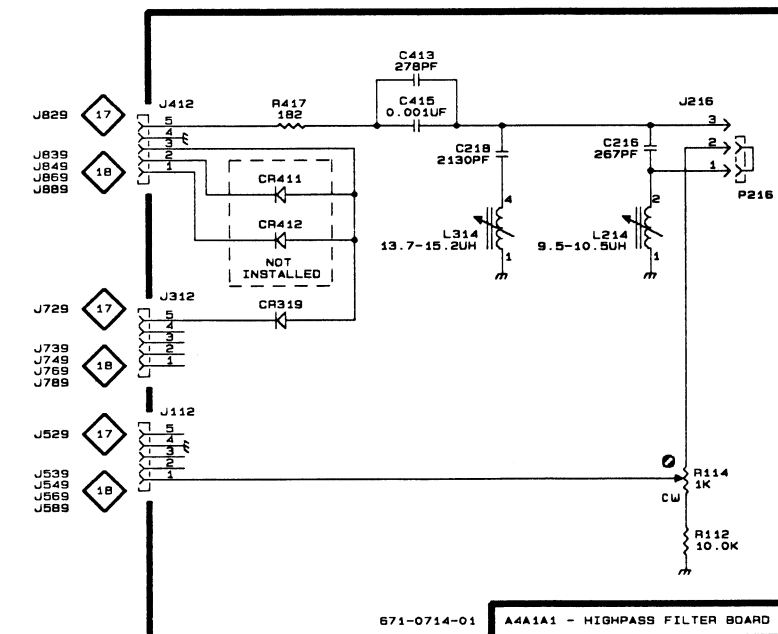 C413
278PF
J829
17
J412
5
4
3
2
1
R417
182
C415
0.001UF
J216
3
2
1
P216
J839
J849
J869
J889
18
C218
2130PF
C216
267PF
CR411
CR412
NOT
INSTALLED
4
L314
13.7-15.2UH
1
2
L214
9.5-10.5UH
1
J729
17
J312
5
4
3
2
1
CR319
J739
J749
J769
J789
18
J529
17
J112
5
4
3
2
1
J539
J549
J569
J589
18
R114
1K
CW
R112
10.0K
671-0714-01
A4A1A1 - HIGHPASS FILTER BOARD